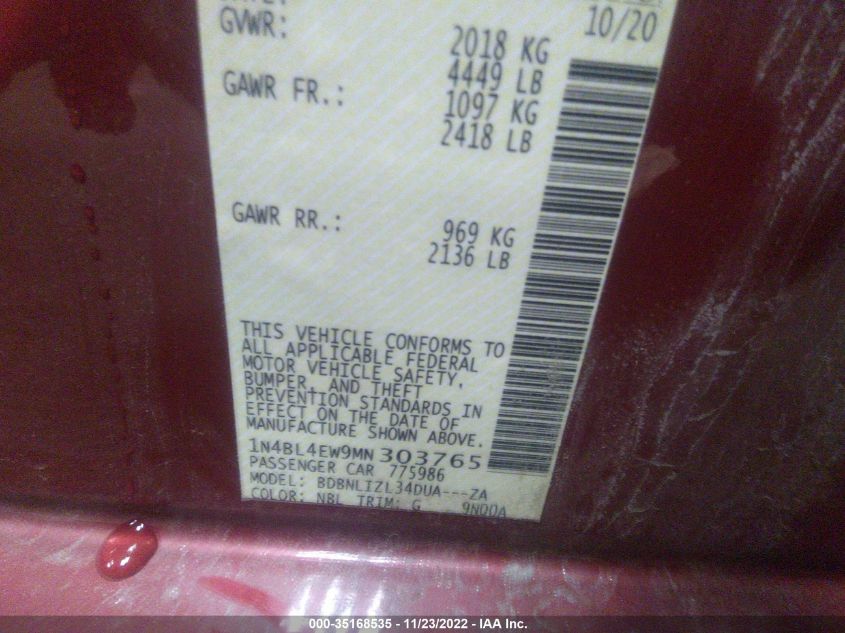 10/20
GVWR: 2018 KG
4449 LB
GAWR FR.: 1097 KG
2418 LB
GAWR RR.: 969 KG
2136 LB
THIS VEHICLE CONFORMS TO
ALL APPLICABLE FEDERAL
MOTOR VEHICLE SAFETY,
BUMPER, AND THEFT
PREVENTION STANDARDS IN
EFFECT ON THE DATE OF
MANUFACTURE SHOWN ABOVE.
1N4BL4EW9MN303765
PASSENGER CAR 775986
MODEL: BDBNLIZL34DUA---ZA
COLOR: NBL TRIM: G 9NDDA
000-35168535 - 11/23/2022 - IAA Inc.